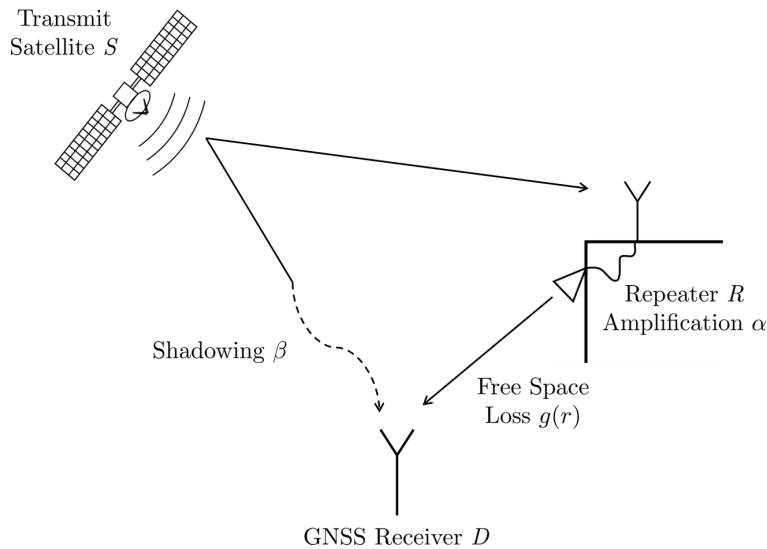 Transmit
Satellite S
Repeater R
Amplification α
Shadowing β
Free Space
Loss g(r)
GNSS Receiver D